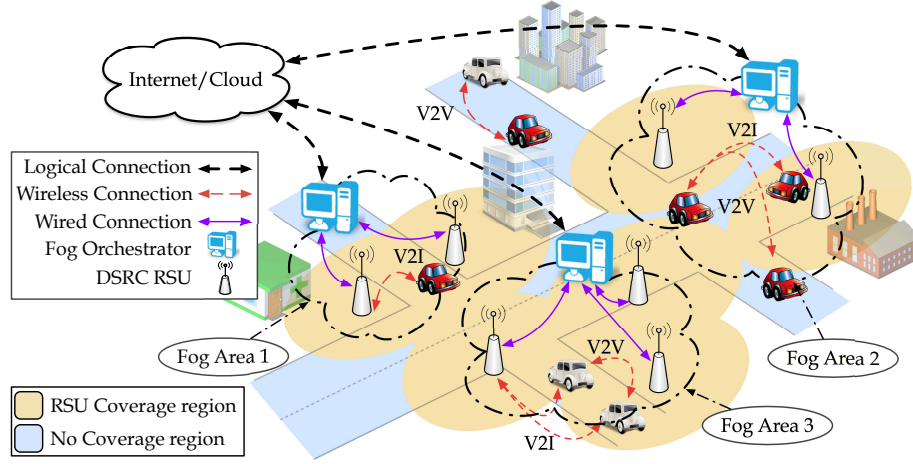 Internet/Cloud
V2V
V2I
V2V
Logical Connection
Wireless Connection
Wired Connection
Fog Orchestrator
DSRC RSU
V2I
Fog Area 1
V2V
Fog Area 2
RSU Coverage region
No Coverage region
V2I
Fog Area 3